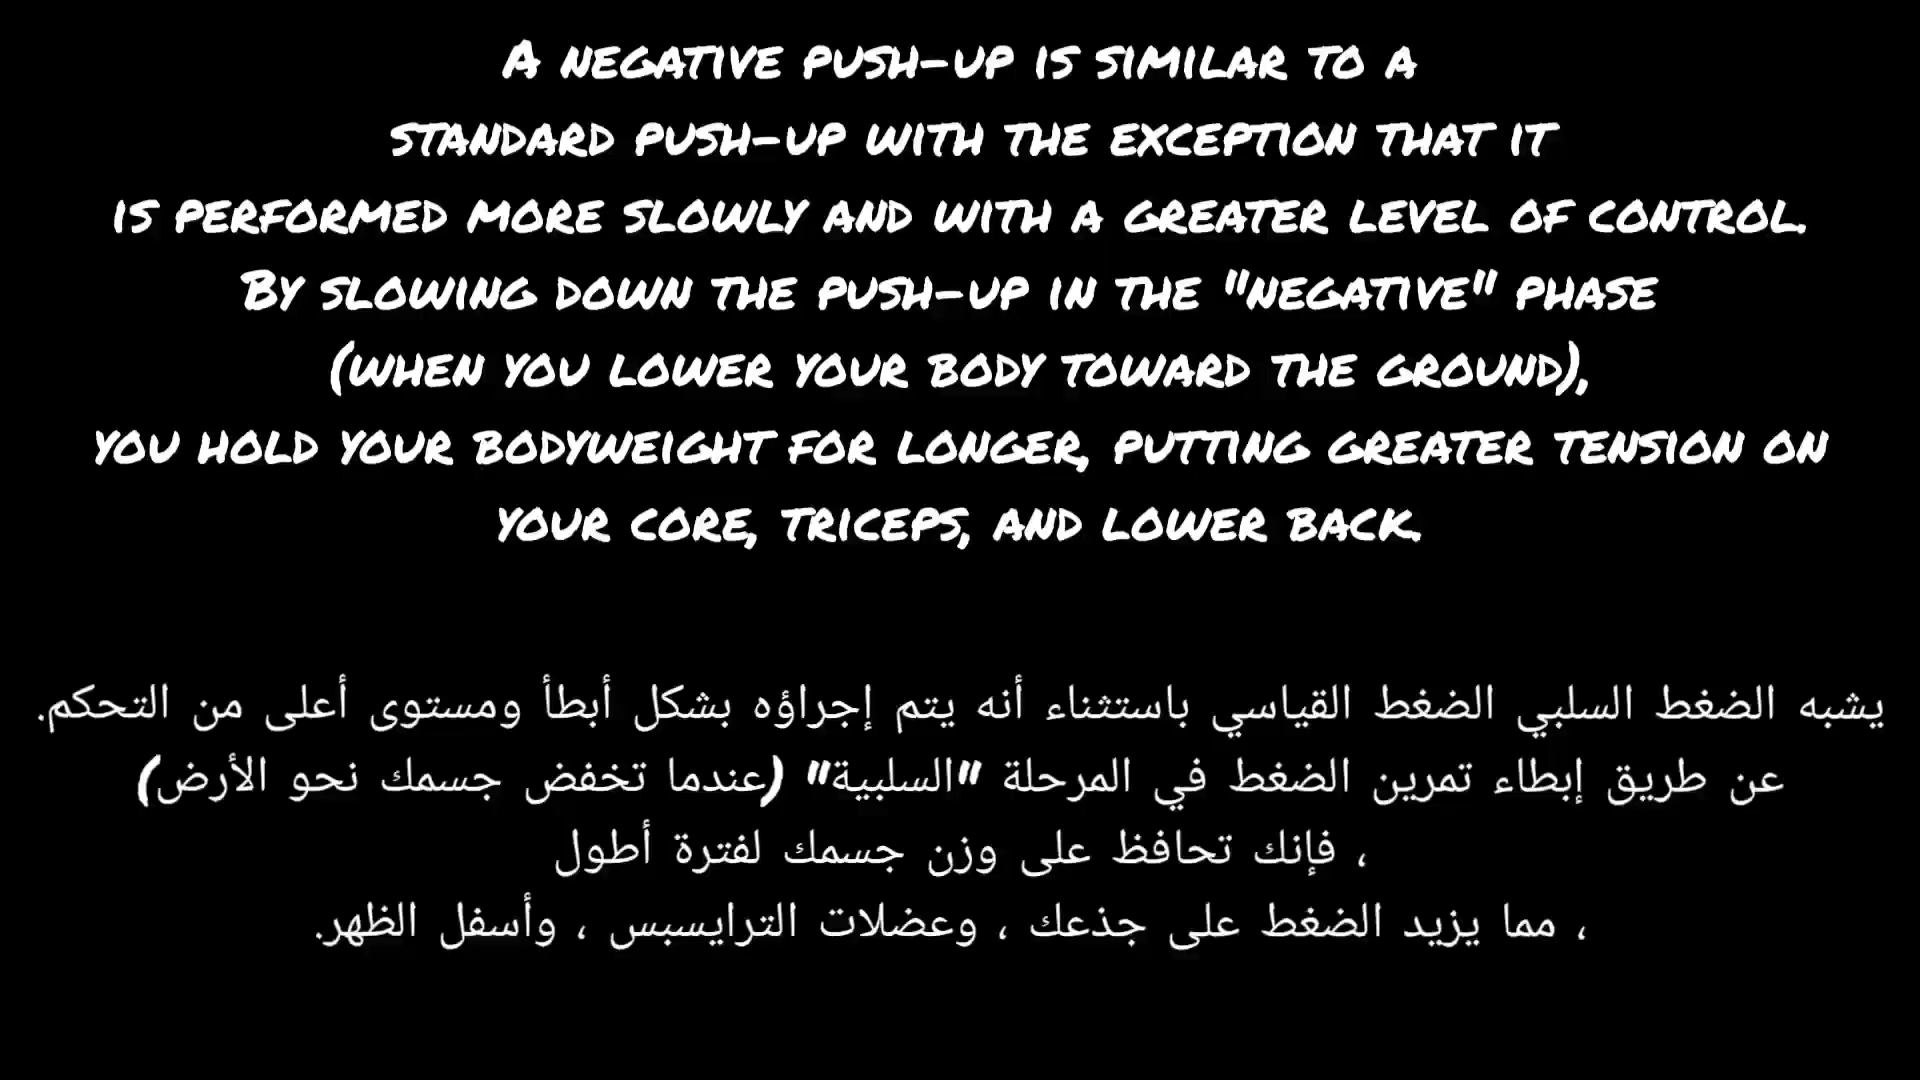 A negative push-up is similar to a
standard push-up with the exception that it
is performed more slowly and with a greater level of control.
By slowing down the push-up in the "negative" phase
(when you lower your body toward the ground),
you hold your bodyweight for longer, putting greater tension on
your core, triceps, and lower back.
يشبه الضغط السلبي الضغط القياسي باستثناء أنه يتم إجراؤه بشكل أبطأ ومستوى أعلى من التحكم.
عن طريق إبطاء تمرين الضغط في المرحلة "السلبية" (عندما تخفض جسمك نحو الأرض)
، فإنك تحافظ على وزن جسمك لفترة أطول
، مما يزيد الضغط على جذعك ، وعضلات الترايسبس ، وأسفل الظهر.